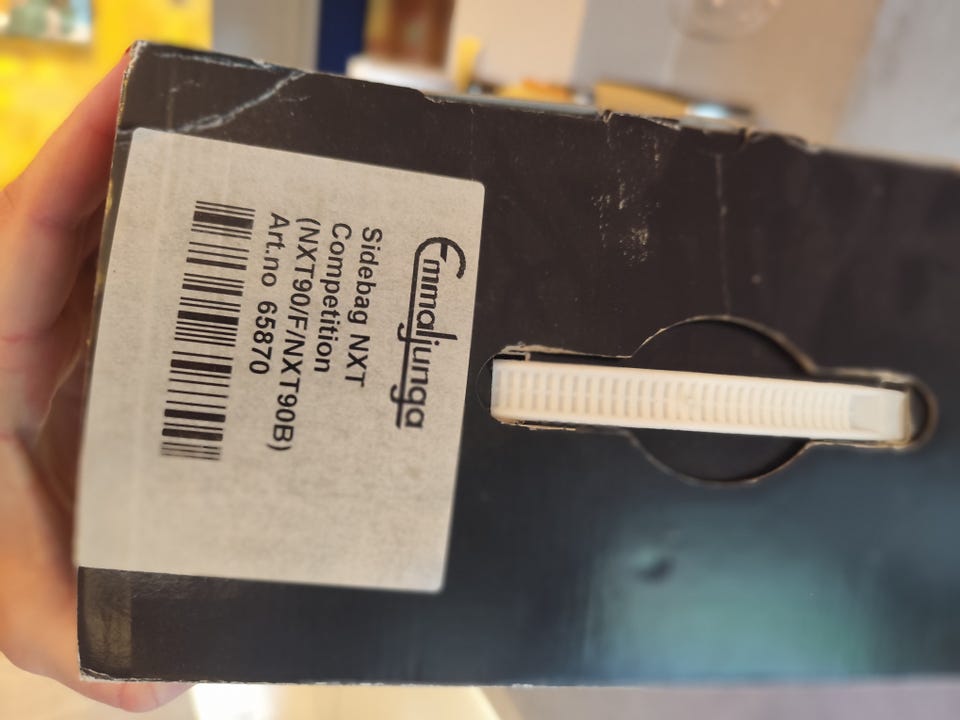 Emmaljunga
Sidebag NXT
Competition
(NXT90/F/NXT90B)
Art.no 65870